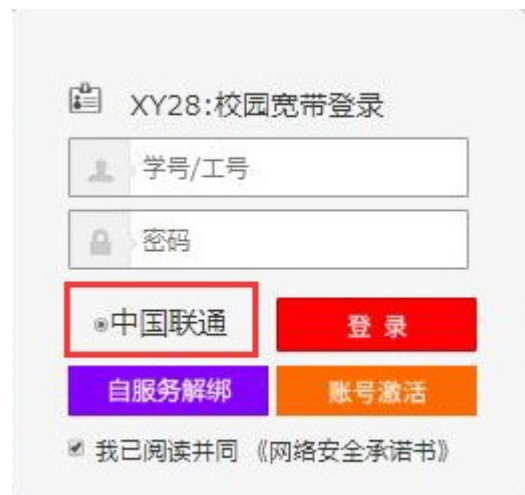 XY28:校园宽带登录
学号/工号
密码
中国联通
登 录
自服务解绑
账号激活
我已阅读并同 《网络安全承诺书》